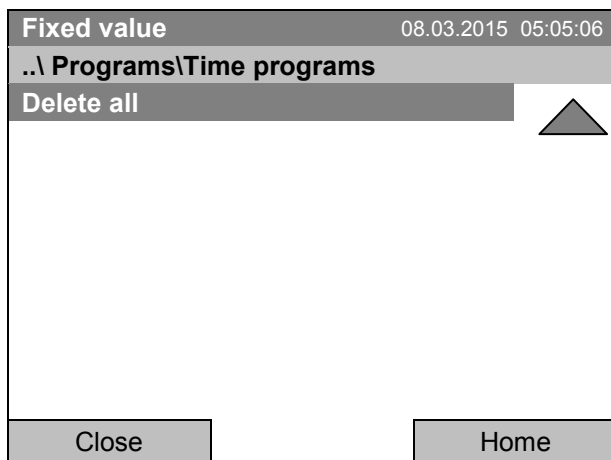 Fixed value 08.03.2015 05:05:06
..\ Programs\Time programs
Delete all
Close Home